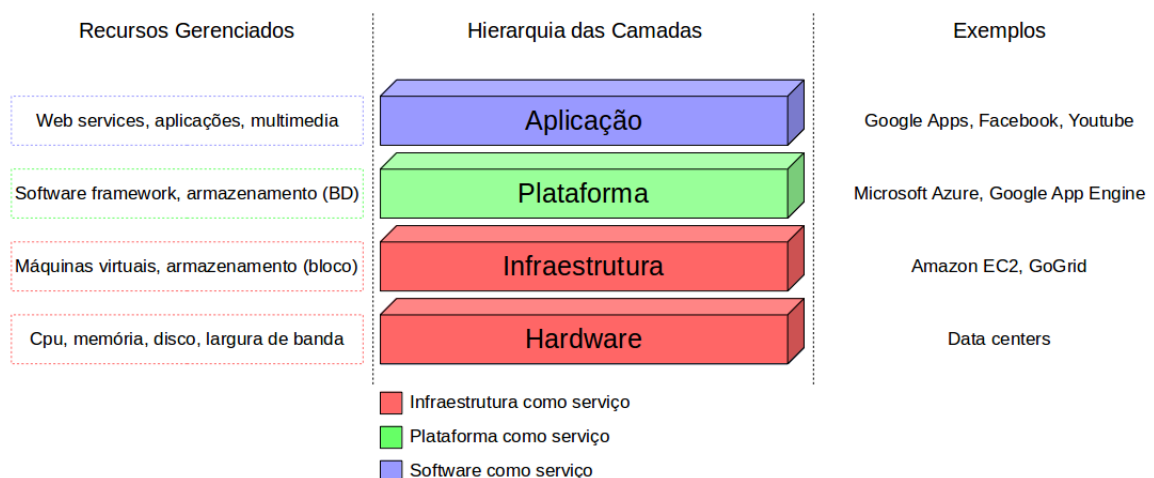 Recursos Gerenciados
Hierarquia das Camadas
Exemplos
Web services, aplicações, multimedia
Aplicação
Google Apps, Facebook, Youtube
Software framework, armazenamento (BD)
Plataforma
Microsoft Azure, Google App Engine
Máquinas virtuais, armazenamento (bloco)
Infraestrutura
Amazon EC2, GoGrid
Cpu, memória, disco, largura de banda
Hardware
Data centers
Infraestrutura como serviço
Plataforma como serviço
Software como serviço